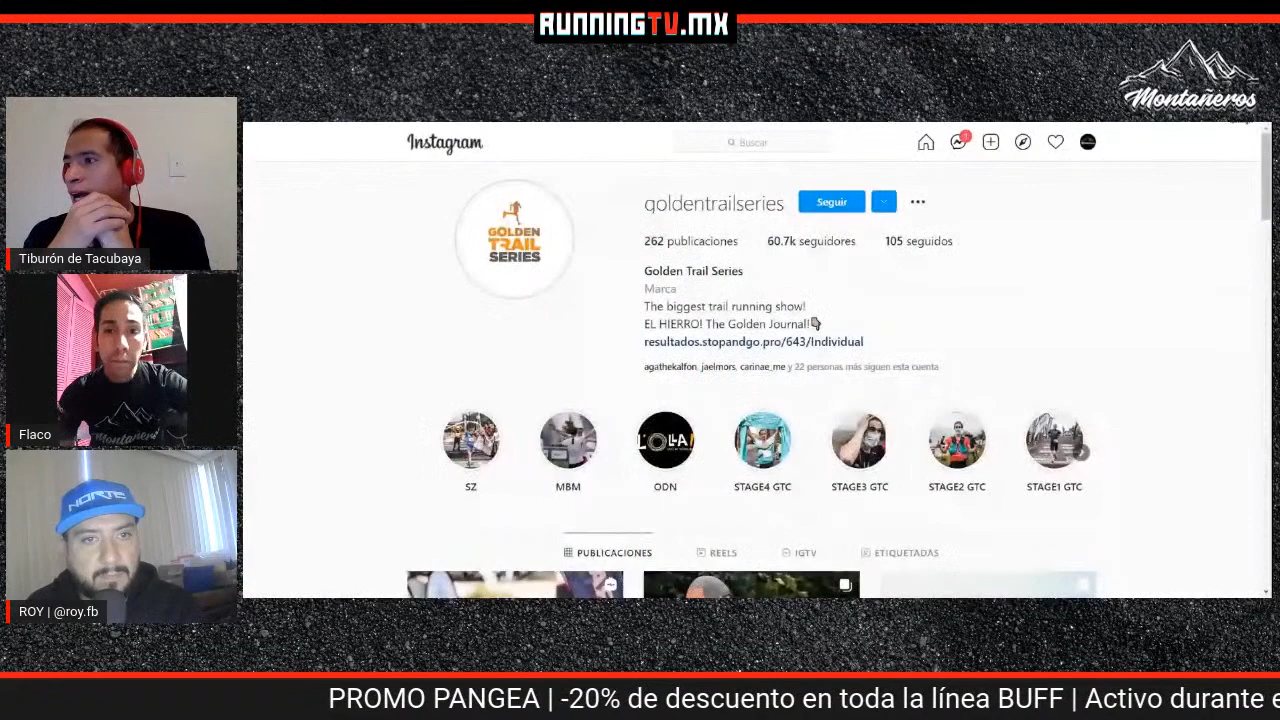 RUNNINGTV.MX
Montañeros
Tiburón de Tacubaya
Montañeros
Flaco
NORTE
ROY | @roy.fb
Instagram
Buscar
1
goldentrailseries
Seguir
262 publicaciones
60.7k seguidores
105 seguidos
GOLDEN
TRAIL
SERIES
Golden Trail Series
Marca
The biggest trail running show!
EL HIERRO! The Golden Journal!
resultados.stopandgo.pro/643/Individual
agathekalfon, jaelmors, carinae_me y 22 personas más siguen esta cuenta
SZ
MBM
ODN
STAGE4 GTC
STAGE3 GTC
STAGE2 GTC
STAGE1 GTC
PUBLICACIONES
REELS
IGTV
ETIQUETADAS
PROMO PANGEA | -20% de descuento en toda la línea BUFF | Activo durante